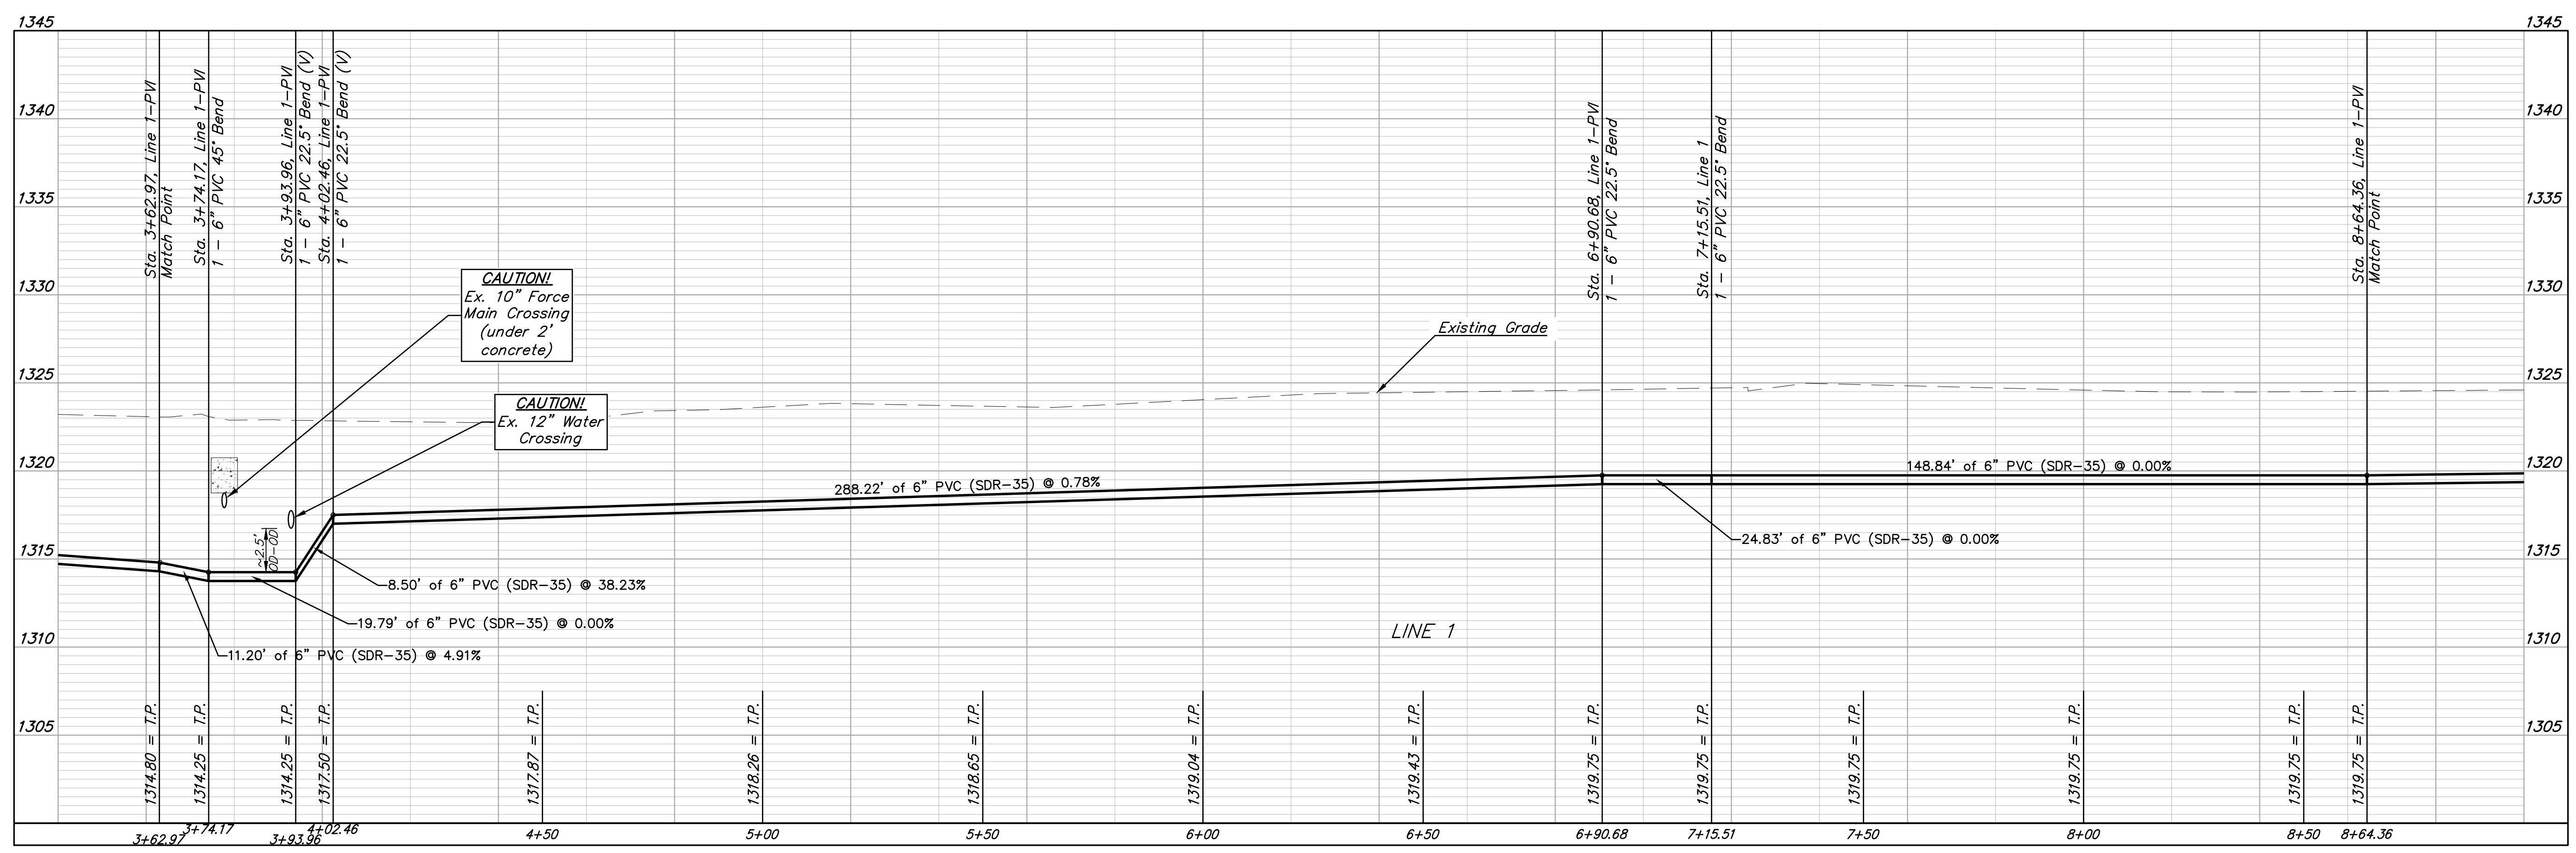 1345
1345
1340
1340
1335
1335
1330
1330
1325
1325
1320
1320
1315
1315
1310
1310
1305
1305
Sta. 3+62.97, Line 1-PVI
Match Point
Sta. 3+74.17, Line 1-PVI
1 - 6" PVC 45° Bend
Sta. 3+93.96, Line 1-PVI
1 - 6" PVC 22.5° Bend (V)
Sta. 4+02.46, Line 1-PVI
1 - 6" PVC 22.5° Bend (V)
Sta. 6+90.68, Line 1-PVI
1 - 6" PVC 22.5° Bend
Sta. 7+15.51, Line 1
1 - 6" PVC 22.5° Bend
Sta. 8+64.36, Line 1-PVI
Match Point
CAUTION!
Ex. 10" Force
Main Crossing
(under 2'
concrete)
CAUTION!
Ex. 12" Water
Crossing
Existing Grade
~2.5'
OD-OD
288.22' of 6" PVC (SDR-35) @ 0.78%
148.84' of 6" PVC (SDR-35) @ 0.00%
24.83' of 6" PVC (SDR-35) @ 0.00%
8.50' of 6" PVC (SDR-35) @ 38.23%
19.79' of 6" PVC (SDR-35) @ 0.00%
11.20' of 6" PVC (SDR-35) @ 4.91%
LINE 1
1314.80 = T.P.
1314.25 = T.P.
1314.25 = T.P.
1317.50 = T.P.
1317.87 = T.P.
1318.26 = T.P.
1318.65 = T.P.
1319.04 = T.P.
1319.43 = T.P.
1319.75 = T.P.
1319.75 = T.P.
1319.75 = T.P.
1319.75 = T.P.
1319.75 = T.P.
1319.75 = T.P.
3+62.97
3+74.17
3+93.96
4+02.46
4+50
5+00
5+50
6+00
6+50
6+90.68
7+15.51
7+50
8+00
8+50
8+64.36